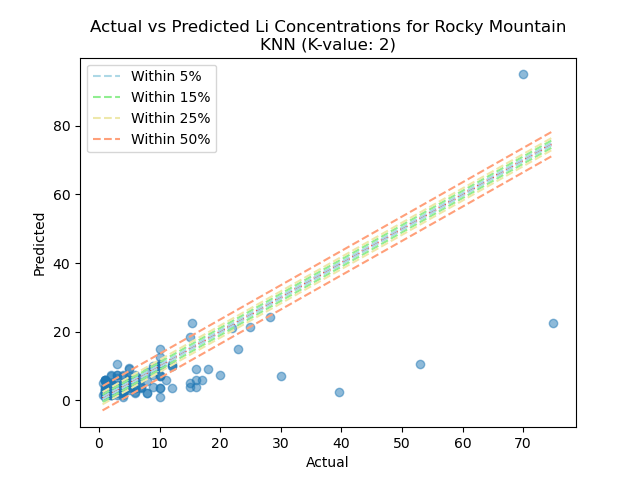 Actual vs Predicted Li Concentrations for Rocky Mountain
KNN (K-value: 2)
Within 5%
Within 15%
Within 25%
Within 50%
Predicted
80
60
40
20
0
0 10 20 30 40 50 60 70
Actual